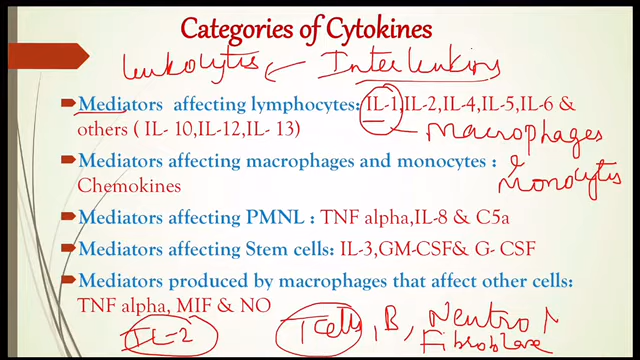 Categories of Cytokines
Leukocytes Interleukins
Mediators affecting lymphocytes: IL-1,IL-2,IL-4,IL-5,IL-6 &
others ( IL- 10,IL-12,IL- 13)
Macrophages
&
Monocytes
Mediators affecting macrophages and monocytes :
Chemokines
Mediators affecting PMNL : TNF alpha,IL-8 & C5a
Mediators affecting Stem cells: IL-3,GM-CSF& G- CSF
Mediators produced by macrophages that affect other cells:
TNF alpha, MIF & NO
IL-2 T cells, B, Neutro